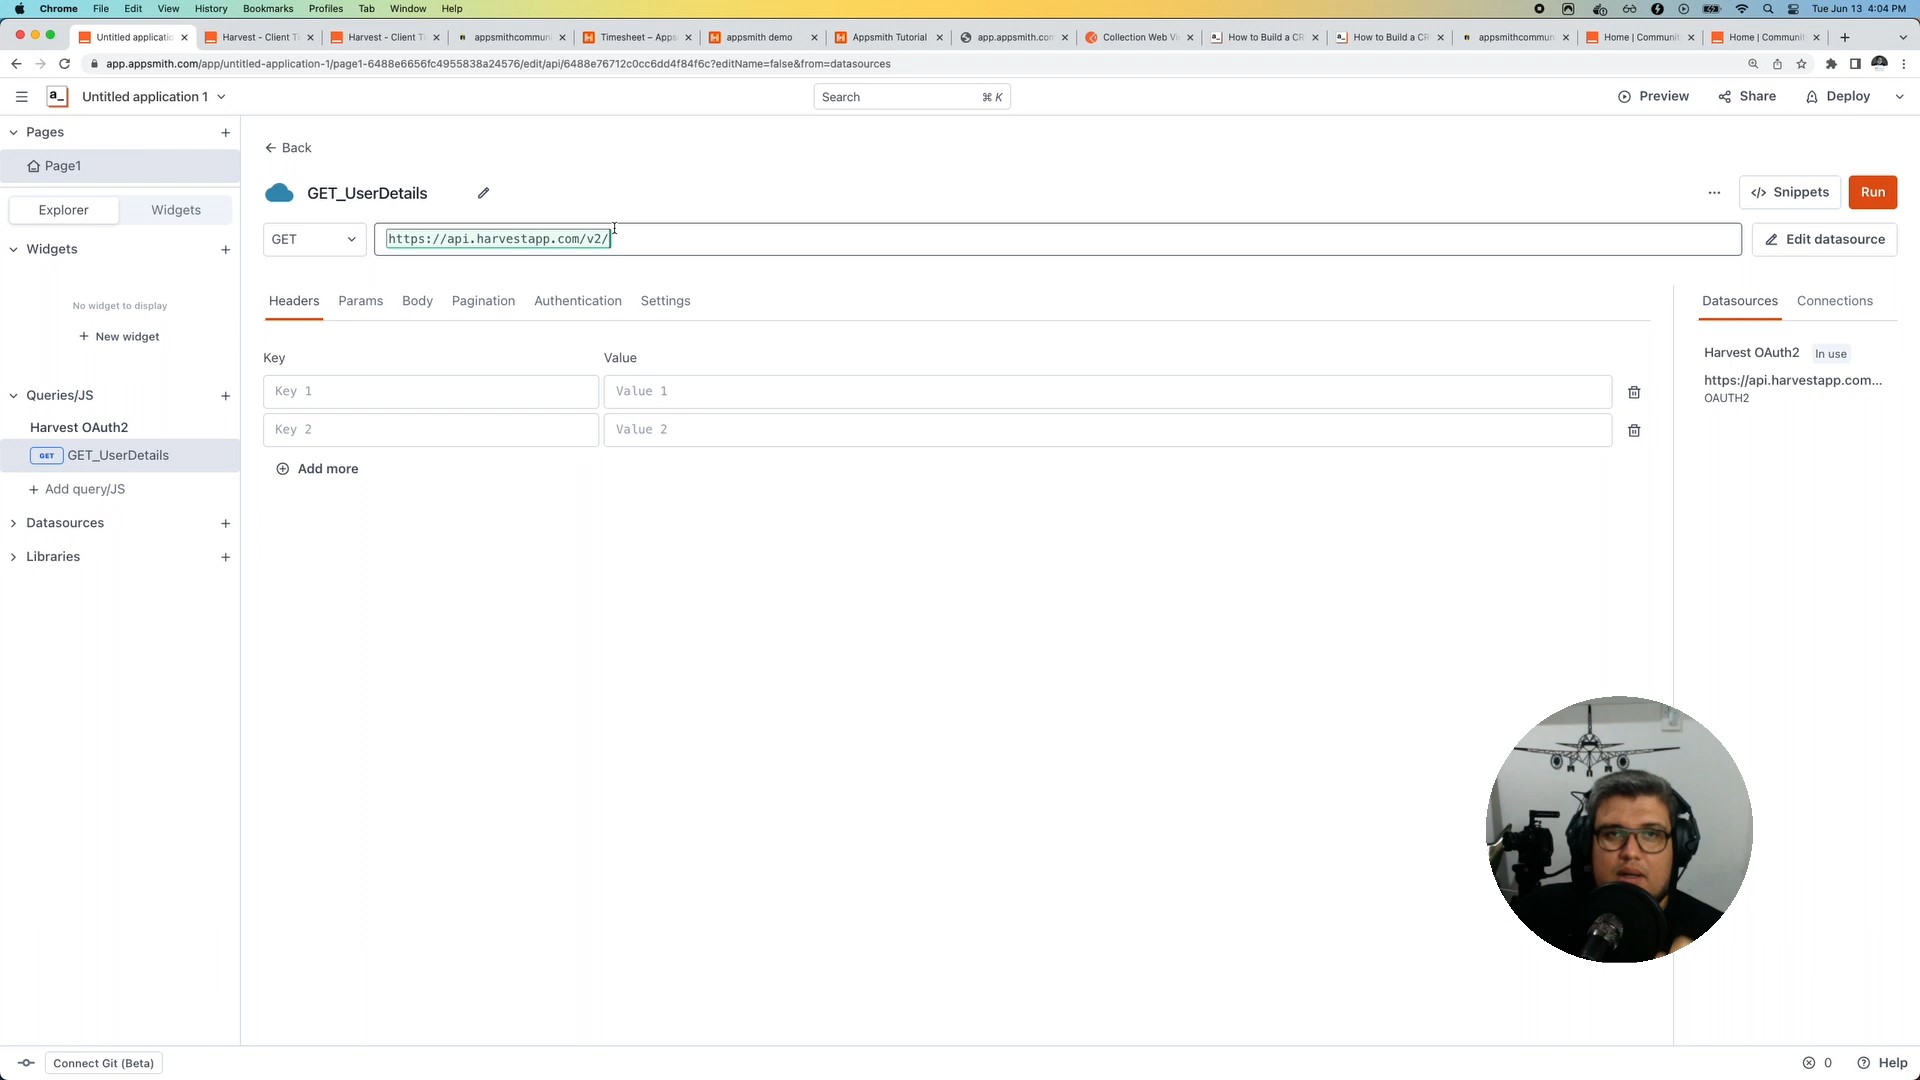 Chrome File Edit View History Bookmarks Profiles Tab Window Help
Tue Jun 13 4:04 PM
Untitled applicatio
Harvest - Client Ti
Harvest - Client Ti
appsmithcommun
Timesheet – Apps
appsmith demo
Appsmith Tutorial
app.appsmith.com
Collection Web Vi
How to Build a CR
How to Build a CR
appsmithcommun
Home | Communit
Home | Communit
app.appsmith.com/app/untitled-application-1/page1-6488e6656fc4955838a24576/edit/api/6488e76712c0cc6dd4f84f6c?editName=false&from=datasources
a_
Untitled application 1
Search ⌘ K
Preview
Share
Deploy
Pages
Page1
Explorer
Widgets
Widgets
No widget to display
New widget
Queries/JS
Harvest OAuth2
GET GET_UserDetails
Add query/JS
Datasources
Libraries
Back
GET_UserDetails
Snippets
Run
GET
https://api.harvestapp.com/v2/
Edit datasource
Headers
Params
Body
Pagination
Authentication
Settings
Key
Value
Key 1
Value 1
Key 2
Value 2
Add more
Datasources
Connections
Harvest OAuth2 In use
https://api.harvestapp.com...
OAUTH2
Connect Git (Beta)
0
Help